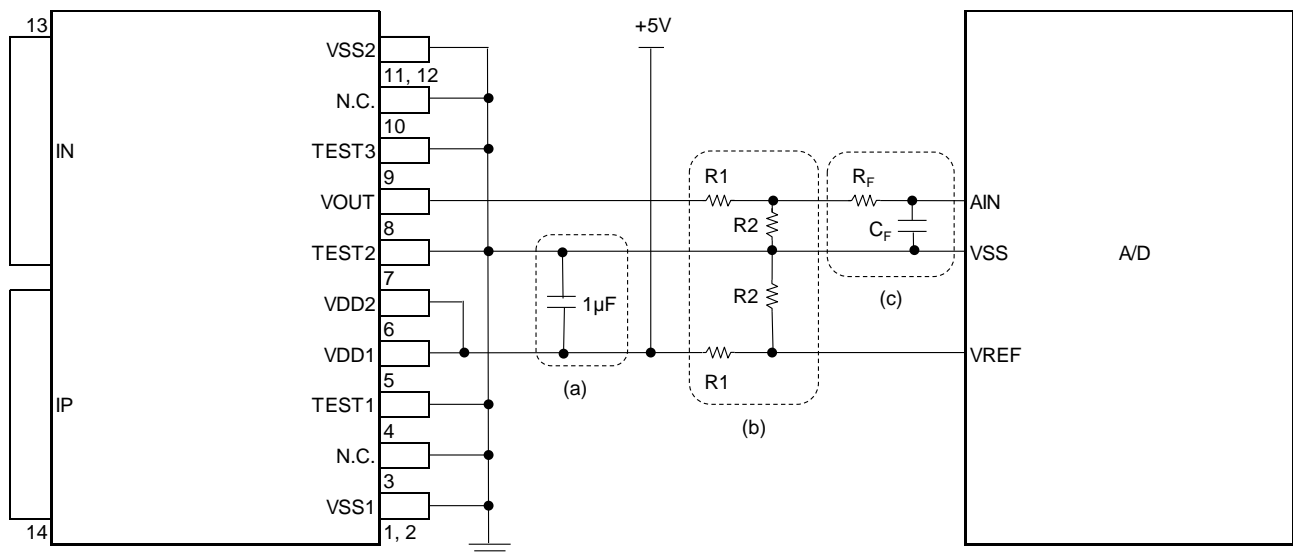 13
+5V
VSS2
11, 12
N.C.
10
IN
TEST3
R1
RF
9
VOUT
AIN
R2
8
CF
TEST2
VSS
A/D
7
(c)
VDD2
1µF
R2
6
VDD1
VREF
(a)
R1
5
IP
TEST1
(b)
4
N.C.
3
VSS1
14
1, 2